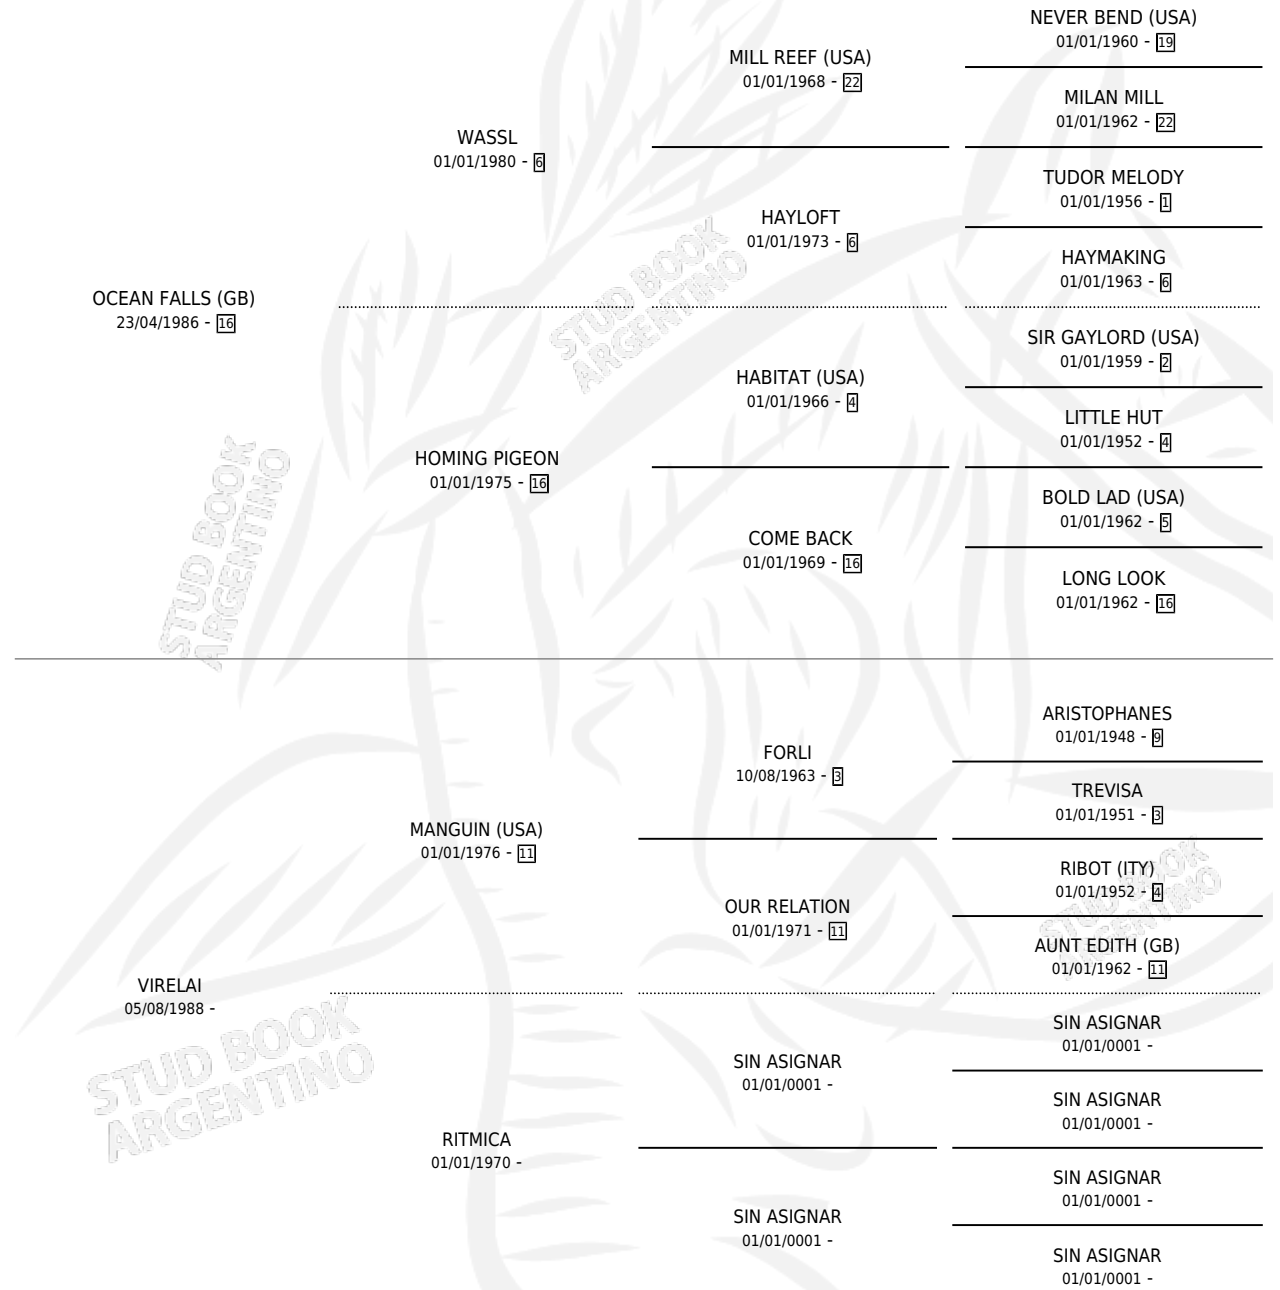 NEVER BEND (USA)
01/01/1960 - 19
MILL REEF (USA)
01/01/1968 - 22
MILAN MILL
01/01/1962 - 22
WASSL
01/01/1980 - 6
TUDOR MELODY
01/01/1956 - 1
HAYLOFT
01/01/1973 - 6
HAYMAKING
01/01/1963 - 6
OCEAN FALLS (GB)
23/04/1986 - 16
STUD BOOK
ARGENTINO
SIR GAYLORD (USA)
01/01/1959 - 2
HABITAT (USA)
01/01/1966 - 4
LITTLE HUT
01/01/1952 - 4
HOMING PIGEON
01/01/1975 - 16
BOLD LAD (USA)
01/01/1962 - 5
COME BACK
01/01/1969 - 16
LONG LOOK
01/01/1962 - 16
STUD BOOK
ARGENTINO
ARISTOPHANES
01/01/1948 - 9
FORLI
10/08/1963 - 3
TREVISA
01/01/1951 - 3
MANGUIN (USA)
01/01/1976 - 11
RIBOT (ITY)
01/01/1952 - 4
OUR RELATION
01/01/1971 - 11
STUD BOOK
ARGENTINO
AUNT EDITH (GB)
01/01/1962 - 11
VIRELAI
05/08/1988 -
STUD BOOK
ARGENTINO
SIN ASIGNAR
01/01/0001 -
SIN ASIGNAR
01/01/0001 -
SIN ASIGNAR
01/01/0001 -
RITMICA
01/01/1970 -
SIN ASIGNAR
01/01/0001 -
SIN ASIGNAR
01/01/0001 -
SIN ASIGNAR
01/01/0001 -